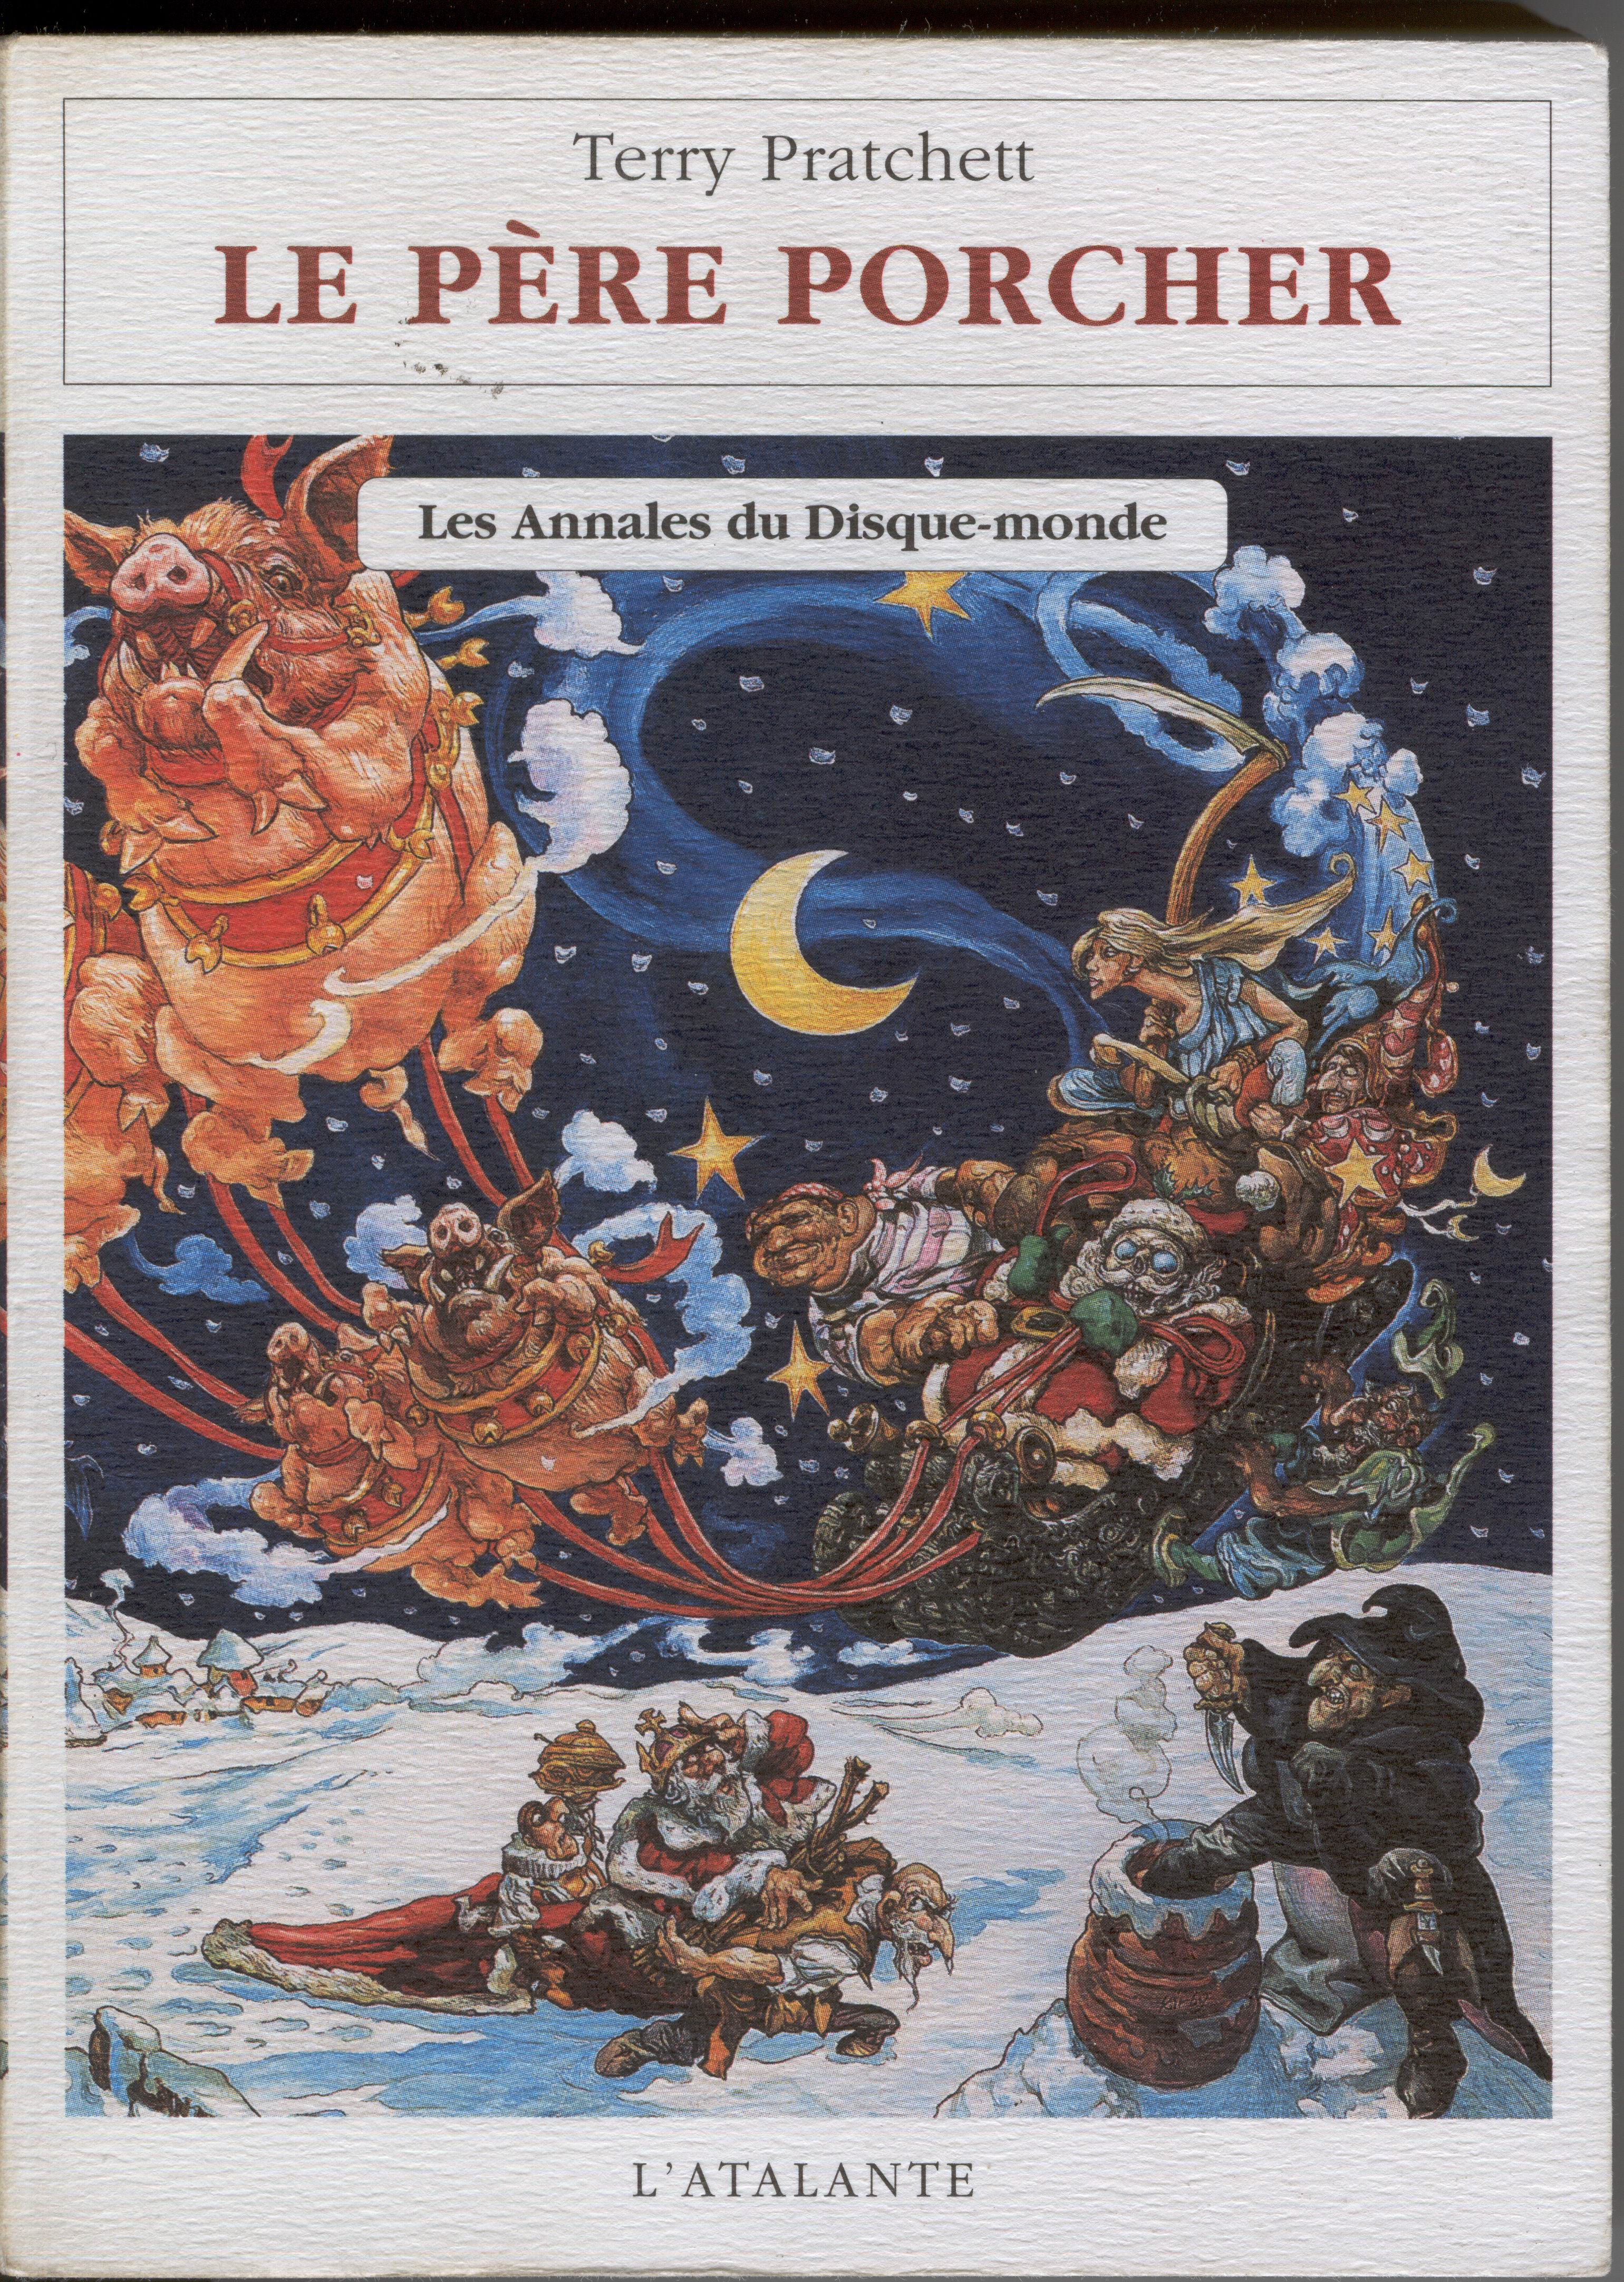 Terry Pratchett
LE PÈRE PORCHER
Les Annales du Disque-monde
L'ATALANTE